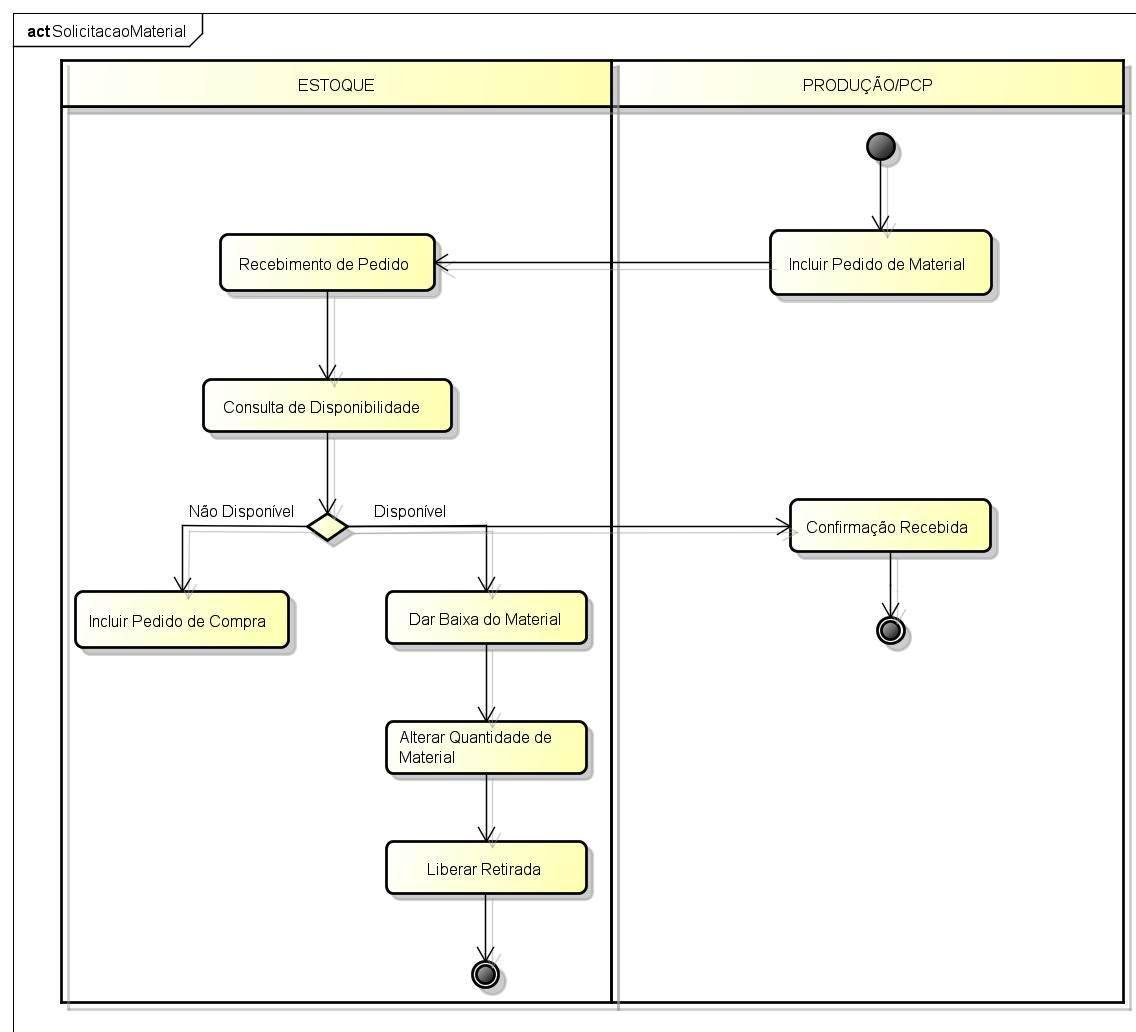 act SolicitacaoMaterial
ESTOQUE
PRODUÇÃO/PCP
Recebimento de Pedido
Incluir Pedido de Material
Consulta de Disponibilidade
Não Disponível
Disponível
Confirmação Recebida
Incluir Pedido de Compra
Dar Baixa do Material
Alterar Quantidade de
Material
Liberar Retirada